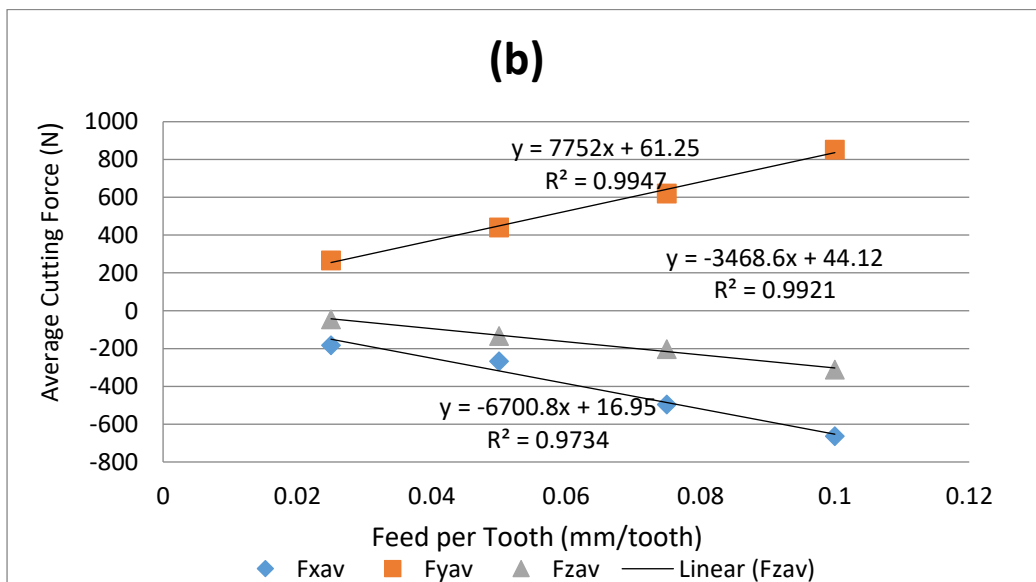 (b)
Average Cutting Force (N)
1000
800
600
400
200
0
-200
-400
-600
-800
y = 7752x + 61.25
R² = 0.9947
y = -3468.6x + 44.12
R² = 0.9921
y = -6700.8x + 16.95
R² = 0.9734
0 0.02 0.04 0.06 0.08 0.1 0.12
Feed per Tooth (mm/tooth)
Fxav Fyav Fzav Linear (Fzav)